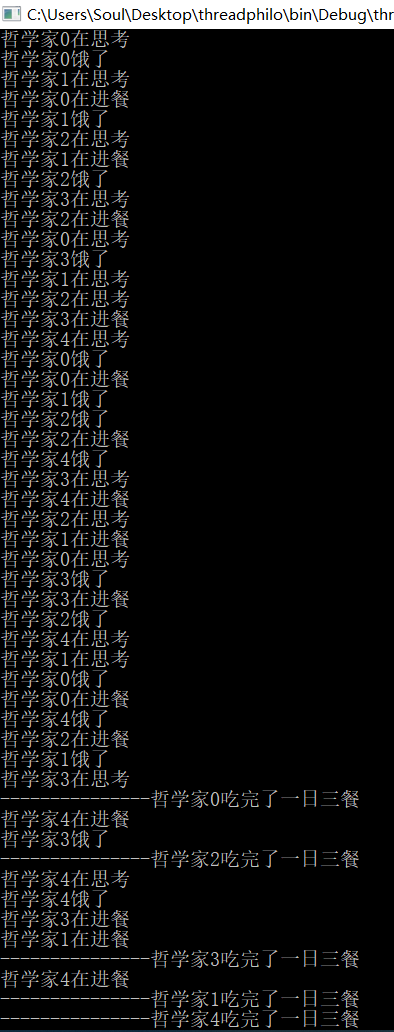 C:\Users\Soul\Desktop\threadphilo\bin\Debug\thr
哲学家0在思考
哲学家0饿了
哲学家1在思考
哲学家0在进餐
哲学家1饿了
哲学家2在思考
哲学家1在进餐
哲学家2饿了
哲学家3在思考
哲学家2在进餐
哲学家0在思考
哲学家3饿了
哲学家1在思考
哲学家2在思考
哲学家3在进餐
哲学家4在思考
哲学家0饿了
哲学家0在进餐
哲学家1饿了
哲学家2饿了
哲学家2在进餐
哲学家4饿了
哲学家3在思考
哲学家4在进餐
哲学家2在思考
哲学家1在进餐
哲学家0在思考
哲学家3饿了
哲学家3在进餐
哲学家2饿了
哲学家4在思考
哲学家1在思考
哲学家0饿了
哲学家0在进餐
哲学家4饿了
哲学家2在进餐
哲学家1饿了
哲学家3在思考
---------------哲学家0吃完了一日三餐
哲学家4在进餐
哲学家3饿了
---------------哲学家2吃完了一日三餐
哲学家4在思考
哲学家4饿了
哲学家3在进餐
哲学家1在进餐
---------------哲学家3吃完了一日三餐
哲学家4在进餐
---------------哲学家1吃完了一日三餐
---------------哲学家4吃完了一日三餐